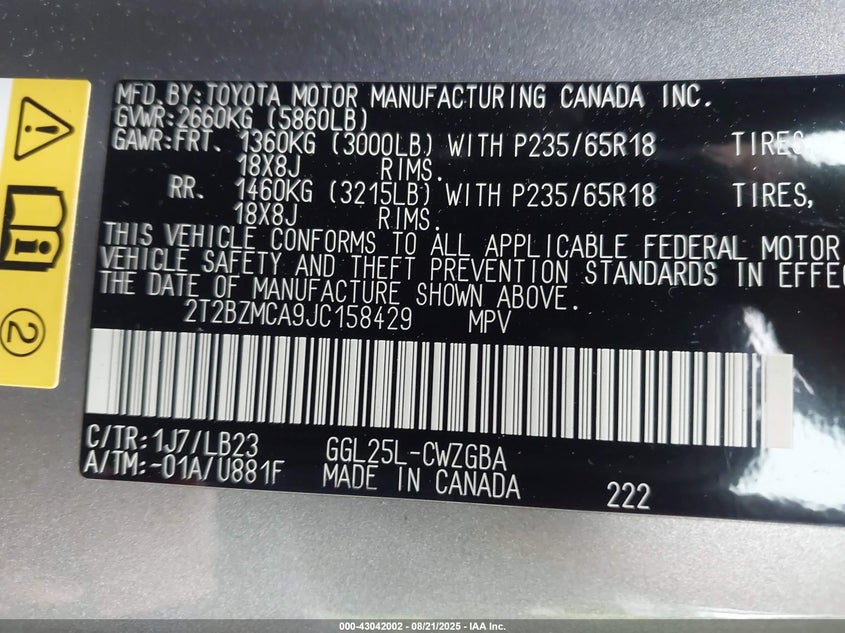 MFD. BY: TOYOTA MOTOR MANUFACTURING CANADA INC.
GVWR: 2660KG (5860LB)
GAWR: FRT. 1360KG (3000LB) WITH P235/65R18 TIRES,
18X8J RIMS.
RR. 1460KG (3215LB) WITH P235/65R18 TIRES,
18X8J RIMS.
THIS VEHICLE CONFORMS TO ALL APPLICABLE FEDERAL MOTOR
VEHICLE SAFETY AND THEFT PREVENTION STANDARDS IN EFFE
THE DATE OF MANUFACTURE SHOWN ABOVE.
2T2BZMCA9JC158429 MPV
C/TR: 1J7/LB23 GGL25L-CWZGBA
A/TM: -01A/U881F MADE IN CANADA 222
2
000-43042002 - 08/21/2025 - IAA Inc.